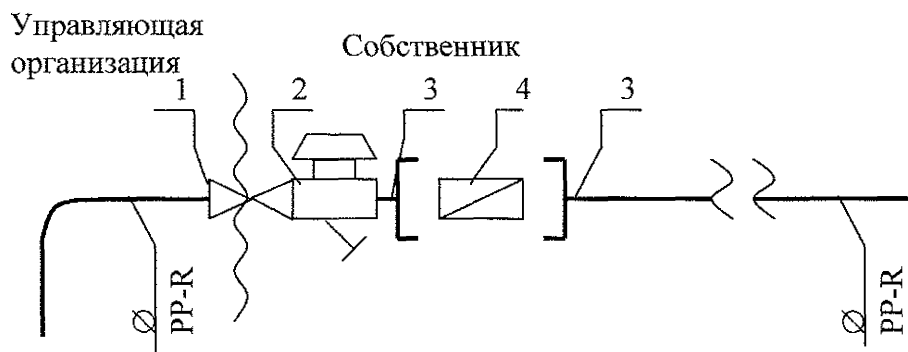 Управляющая
организация
Собственник
1
2
3
4
3
Ø PP-R
Ø PP-R